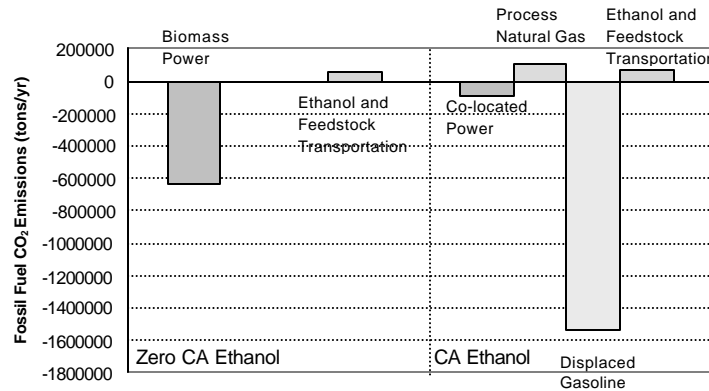 Fossil Fuel CO₂ Emissions (tons/yr)
200000
0
-200000
-400000
-600000
-800000
-1000000
-1200000
-1400000
-1600000
-1800000
Biomass
Power
Ethanol and
Feedstock
Transportation
Zero CA Ethanol
Process
Natural Gas
Ethanol and
Feedstock
Transportation
Co-located
Power
CA Ethanol
Displaced
Gasoline